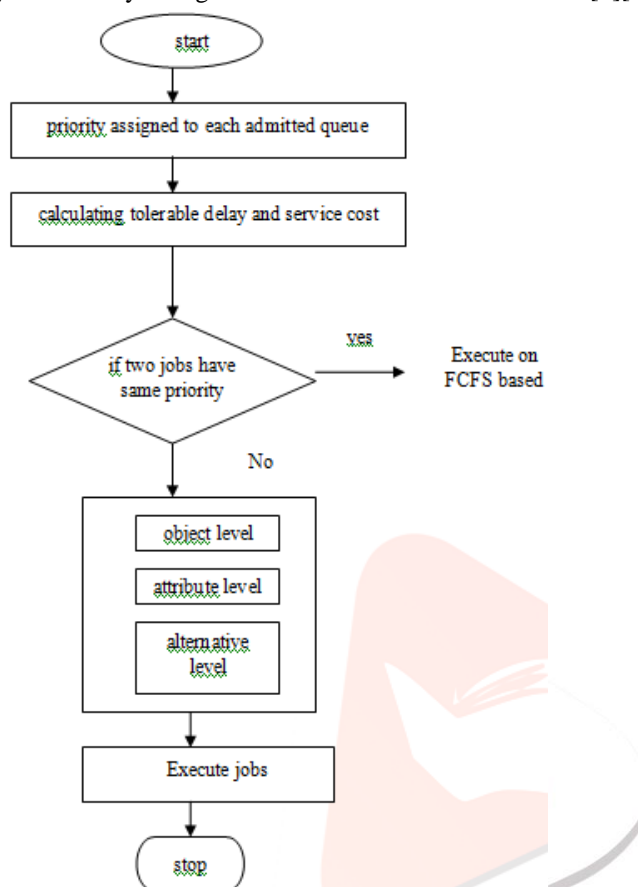 start
priority assigned to each admitted queue
calculating tolerable delay and service cost
if two jobs have
same priority
yes
Execute on
FCFS based
No
object level
attribute level
alternative
level
Execute jobs
stop